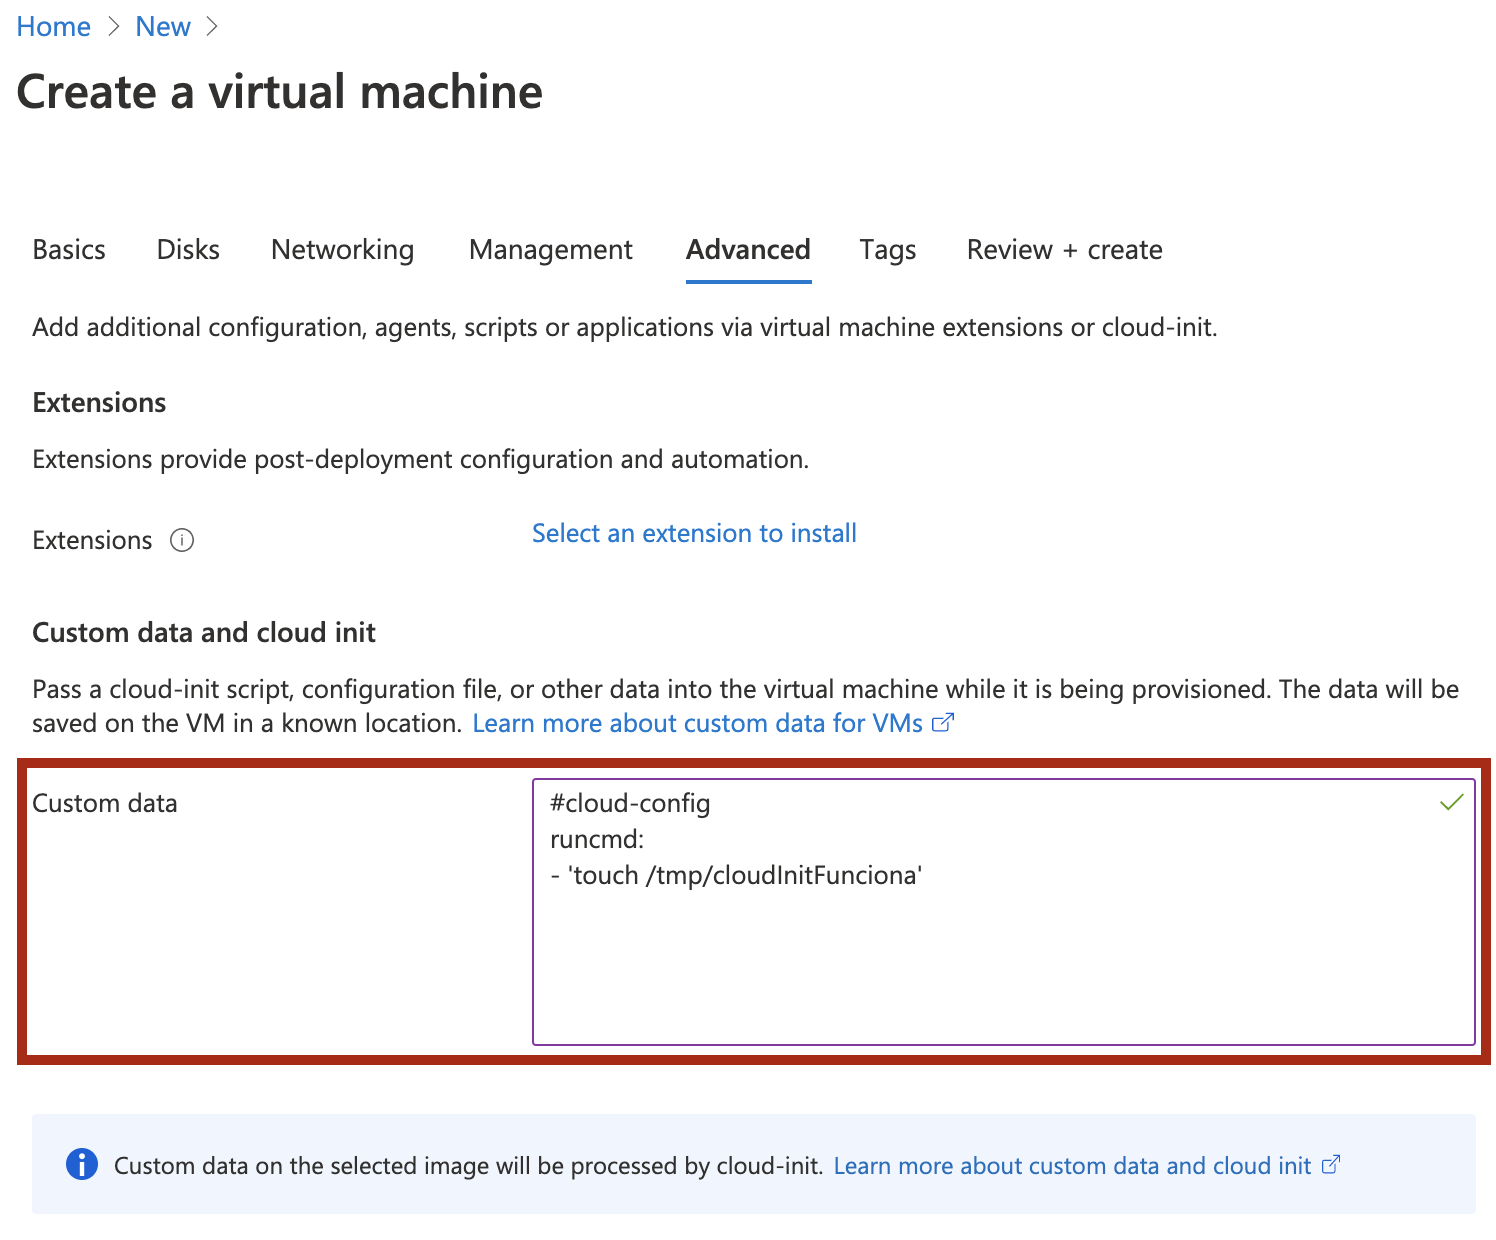 Home > New >
Create a virtual machine
Basics Disks Networking Management Advanced Tags Review + create
Add additional configuration, agents, scripts or applications via virtual machine extensions or cloud-init.
Extensions
Extensions provide post-deployment configuration and automation.
Extensions Select an extension to install
Custom data and cloud init
Pass a cloud-init script, configuration file, or other data into the virtual machine while it is being provisioned. The data will be
saved on the VM in a known location. Learn more about custom data for VMs
Custom data
#cloud-config
runcmd:
- 'touch /tmp/cloudInitFunciona'
Custom data on the selected image will be processed by cloud-init. Learn more about custom data and cloud init